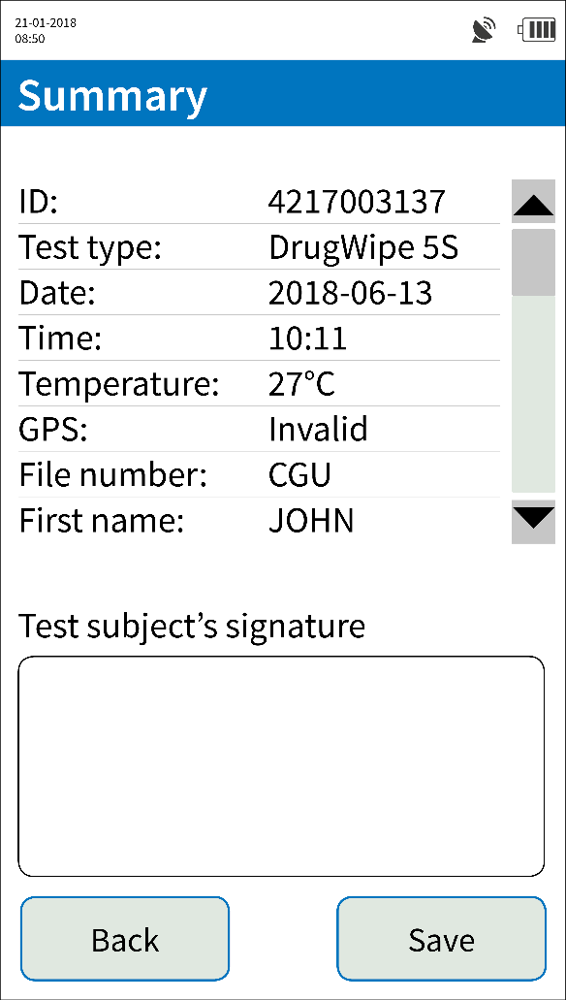 21-01-2018
08:50
Summary
ID: 4217003137
Test type: DrugWipe 5S
Date: 2018-06-13
Time: 10:11
Temperature: 27°C
GPS: Invalid
File number: CGU
First name: JOHN
Test subject’s signature
Back Save